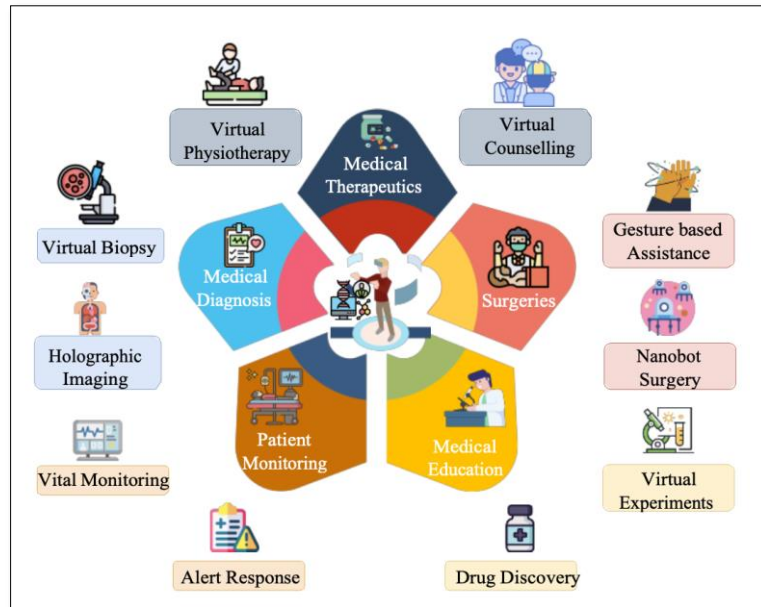 Virtual
Physiotherapy
Virtual
Counselling
Medical
Therapeutics
Virtual Biopsy
Gesture based
Assistance
Medical
Diagnosis
Surgeries
Holographic
Imaging
Nanobot
Surgery
Patient
Monitoring
Medical
Education
Vital Monitoring
Virtual
Experiments
Alert Response
Drug Discovery